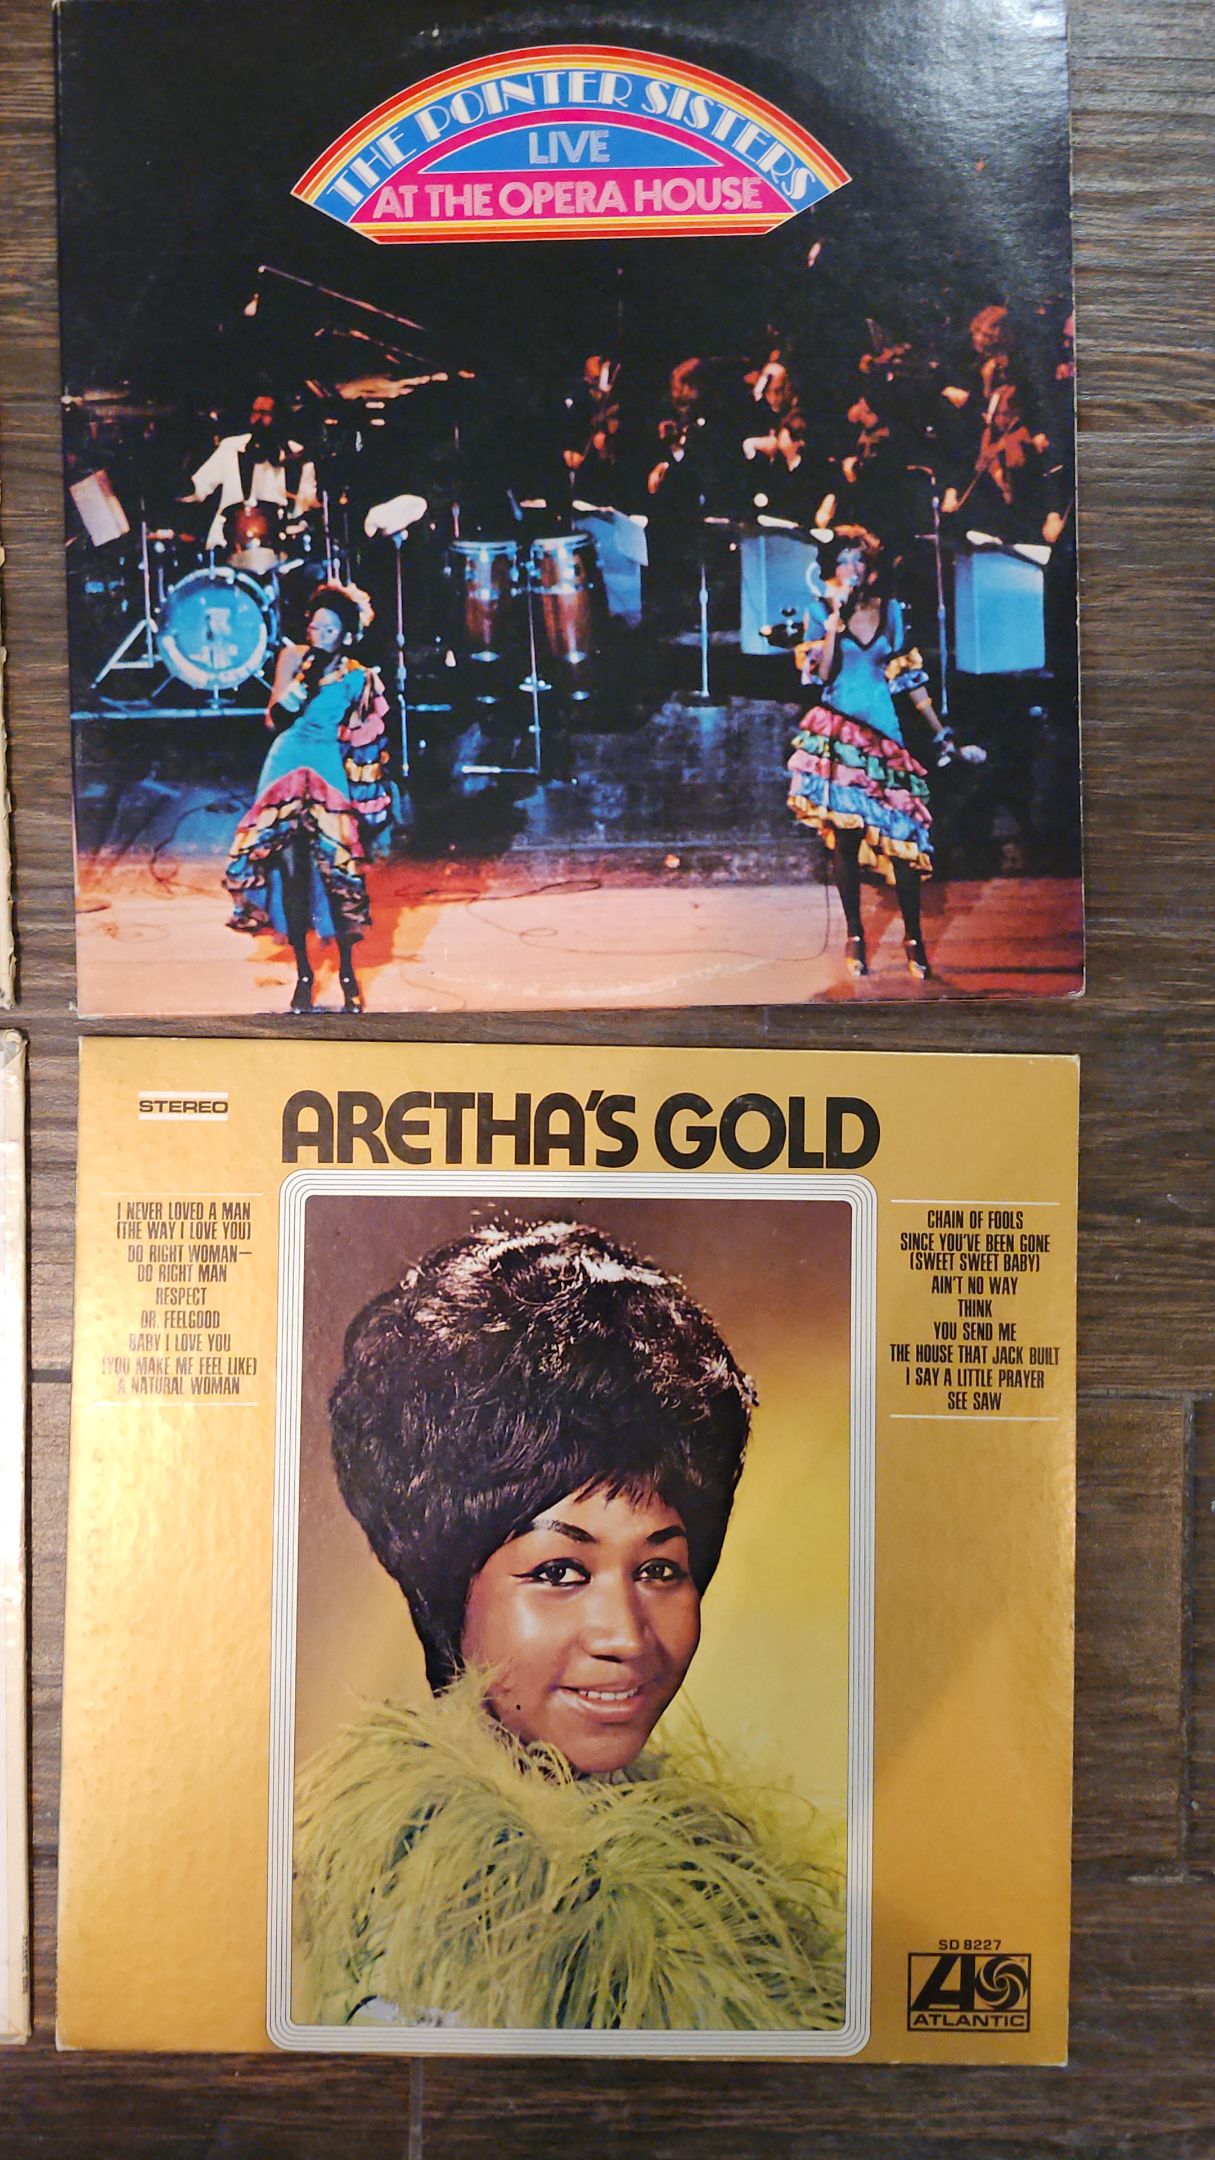 THE POINTER SISTERS
LIVE
AT THE OPERA HOUSE
STEREO
ARETHA'S GOLD
I NEVER LOVED A MAN
(THE WAY I LOVE YOU)
DO RIGHT WOMAN—
DO RIGHT MAN
RESPECT
DR. FEELGOOD
BABY I LOVE YOU
(YOU MAKE ME FEEL LIKE)
A NATURAL WOMAN
CHAIN OF FOOLS
SINCE YOU'VE BEEN GONE
(SWEET SWEET BABY)
AIN'T NO WAY
THINK
YOU SEND ME
THE HOUSE THAT JACK BUILT
I SAY A LITTLE PRAYER
SEE SAW
SD 8227
ATLANTIC